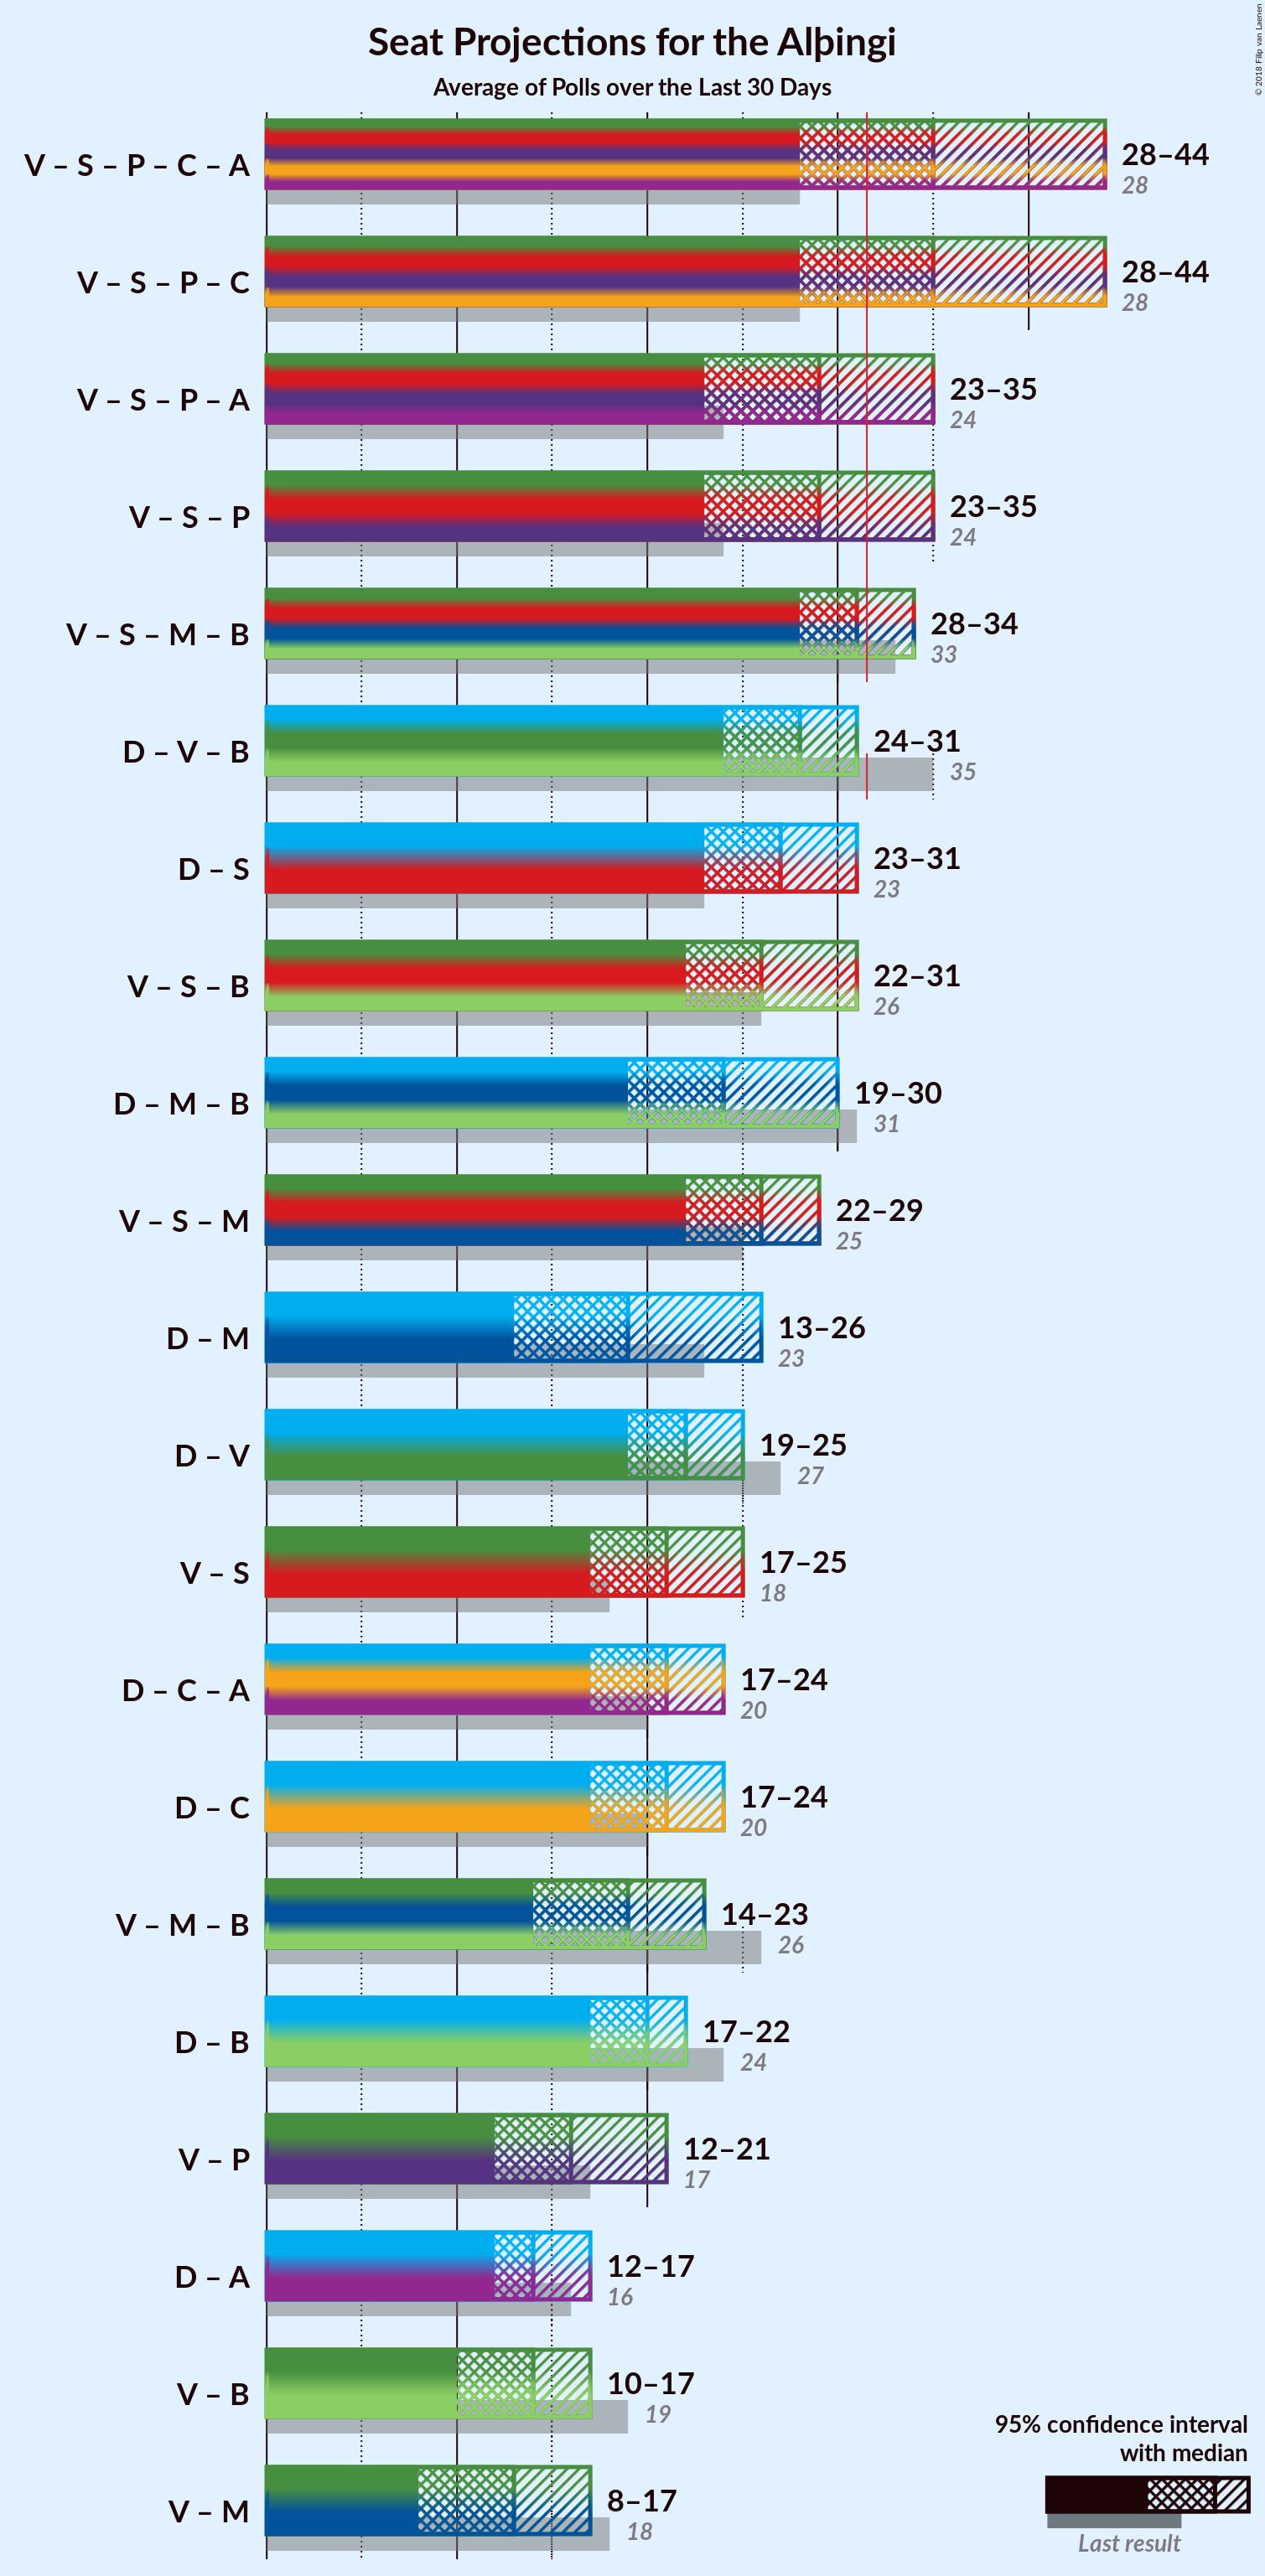 Seat Projections for the Alþingi
Average of Polls over the Last 30 Days
© 2018 Filip van Laenen
V – S – P – C – A
28–44
28
V – S – P – C
28–44
28
V – S – P – A
23–35
24
V – S – P
23–35
24
V – S – M – B
28–34
33
D – V – B
24–31
35
D – S
23–31
23
V – S – B
22–31
26
D – M – B
19–30
31
V – S – M
22–29
25
D – M
13–26
23
D – V
19–25
27
V – S
17–25
18
D – C – A
17–24
20
D – C
17–24
20
V – M – B
14–23
26
D – B
17–22
24
V – P
12–21
17
D – A
12–17
16
V – B
10–17
19
V – M
8–17
18
95% confidence interval
with median
Last result